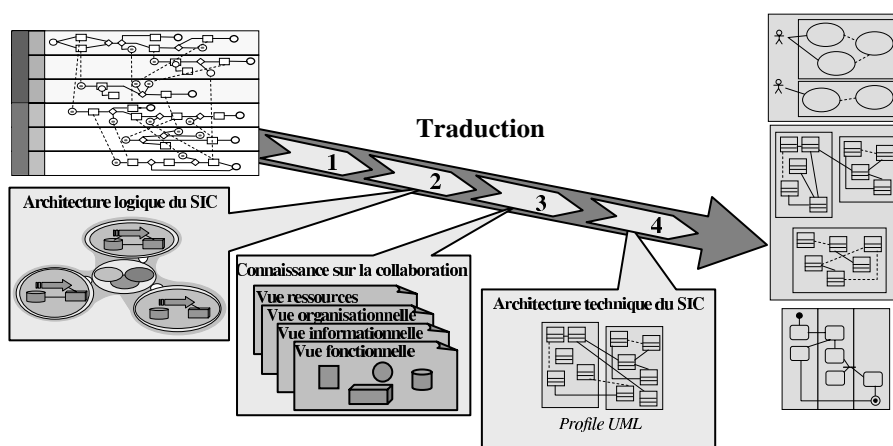 Traduction
1
2
3
4
Architecture logique du SIC
Connaissance sur la collaboration
Vue ressources
Vue organisationnelle
Vue informationnelle
Vue fonctionnelle
Architecture technique du SIC
Profile UML